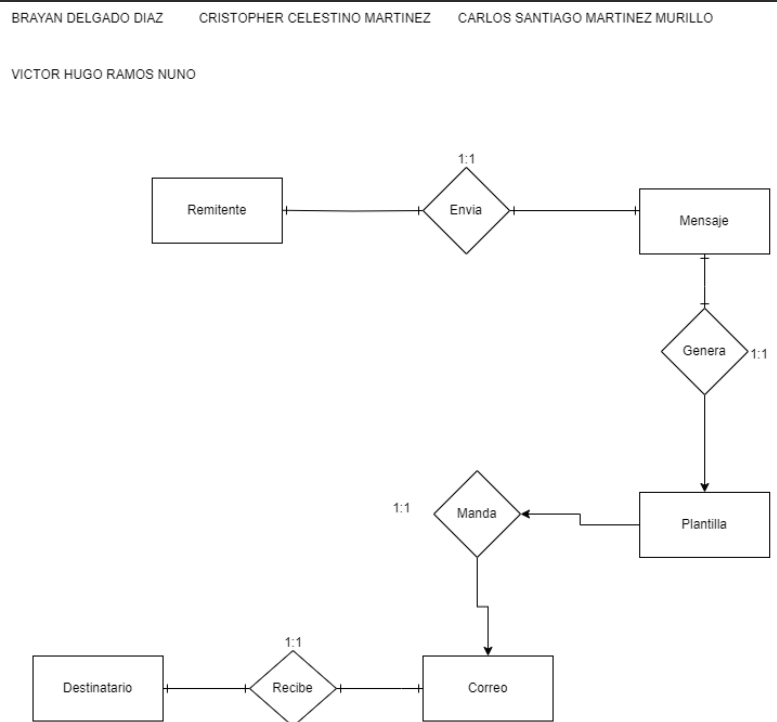 BRAYAN DELGADO DIAZ CRISTOPHER CELESTINO MARTINEZ CARLOS SANTIAGO MARTINEZ MURILLO
VICTOR HUGO RAMOS NUNO
1:1
Remitente
Envia
Mensaje
Genera
1:1
1:1
Manda
Plantilla
1:1
Destinatario
Recibe
Correo